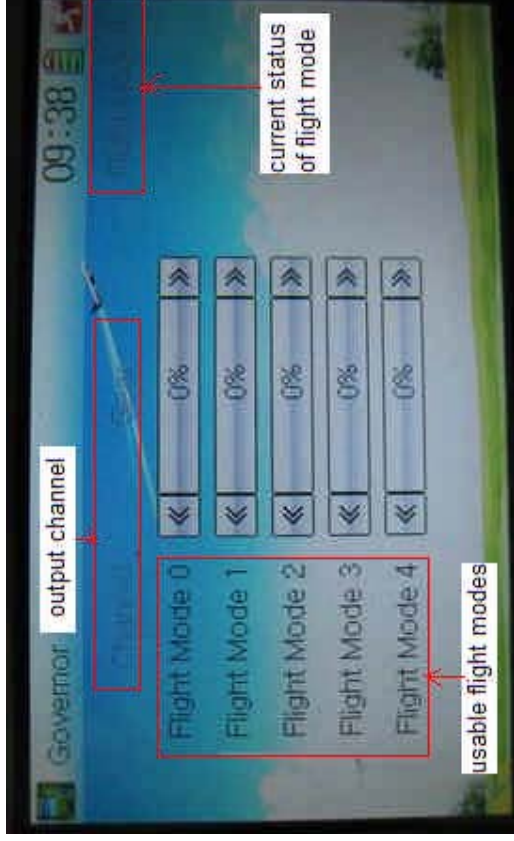 Governor
09:38
output channel
Channel
current status
of flight mode
Flight Mode 0
0%
Flight Mode 1
0%
Flight Mode 2
0%
Flight Mode 3
0%
Flight Mode 4
0%
usable flight modes